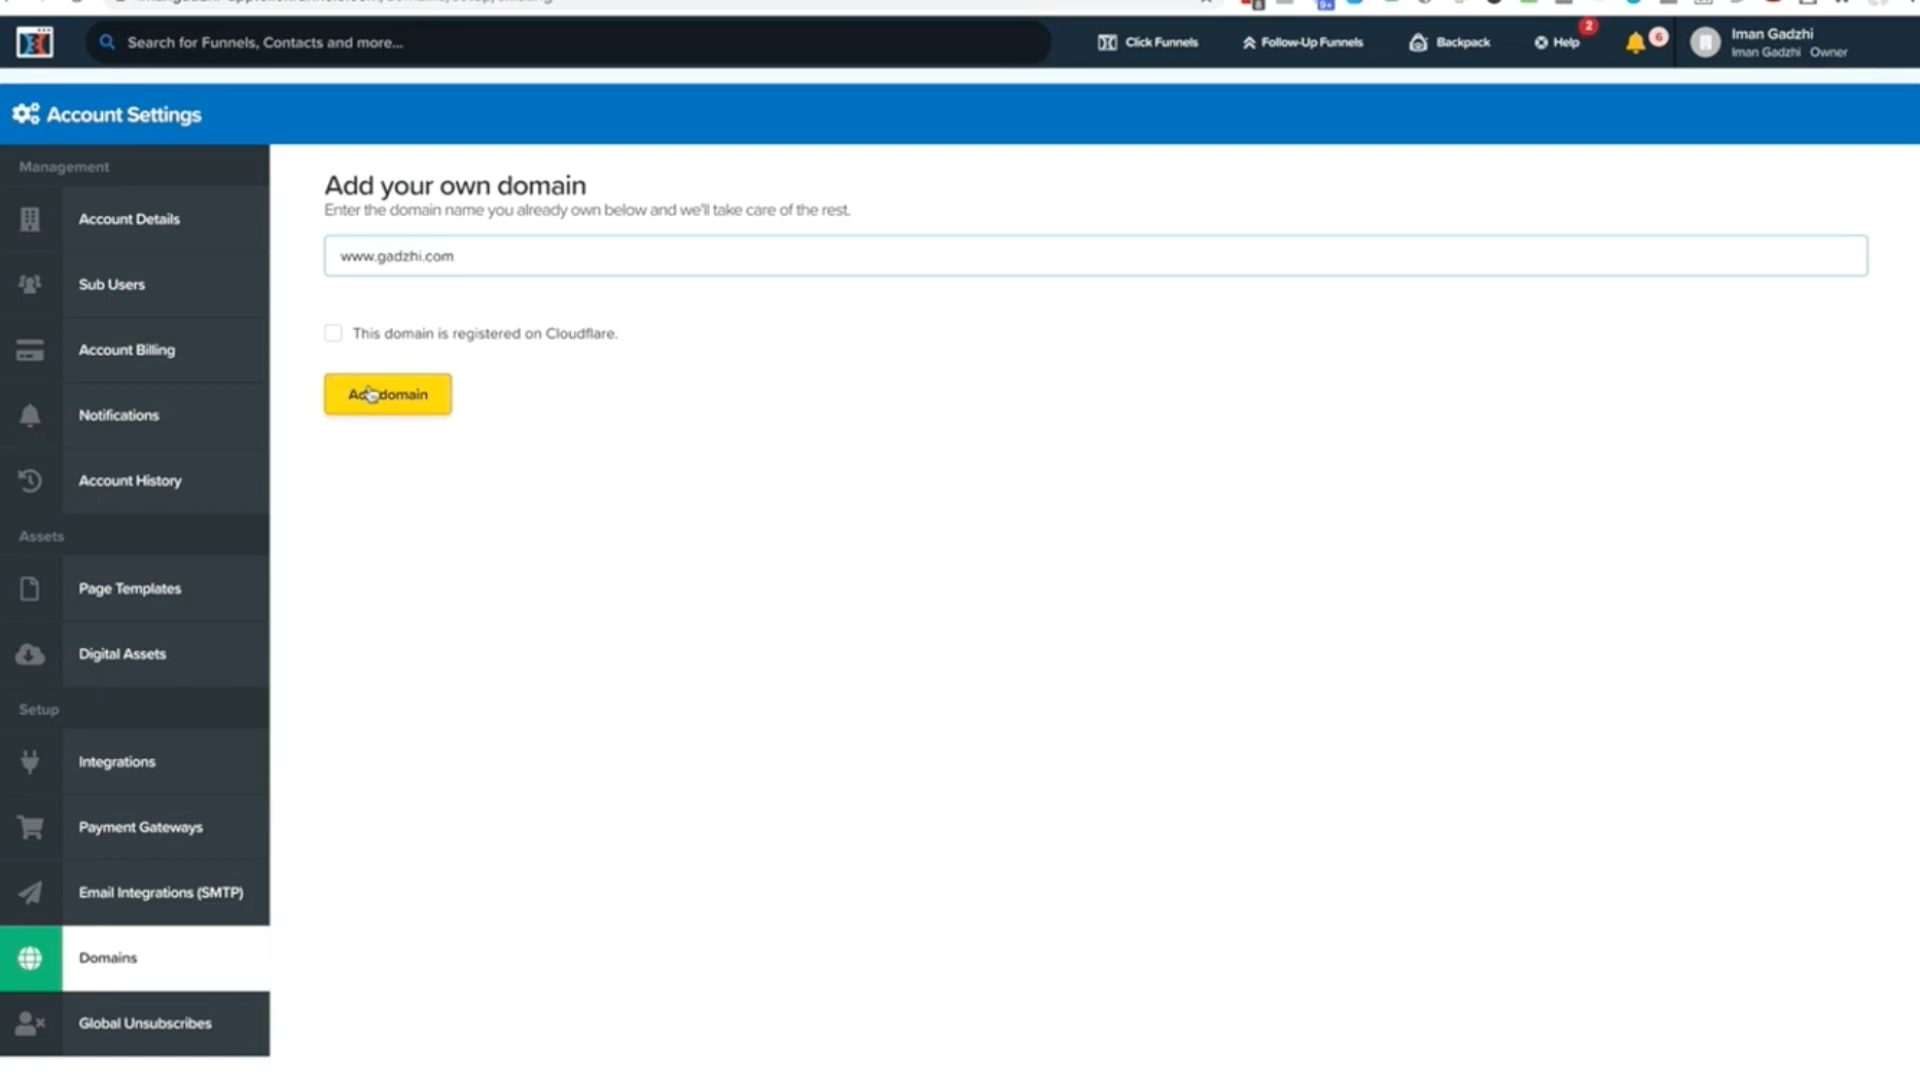 Search for Funnels, Contacts and more...
Click Funnels
Follow-Up Funnels
Backpack
Help
2
6
Iman Gadzhi
Iman Gadzhi Owner
Account Settings
Management
Account Details
Sub Users
Account Billing
Notifications
Account History
Assets
Page Templates
Digital Assets
Setup
Integrations
Payment Gateways
Email Integrations (SMTP)
Domains
Global Unsubscribes
Add your own domain
Enter the domain name you already own below and we'll take care of the rest.
www.gadzhi.com
This domain is registered on Cloudflare.
Add domain